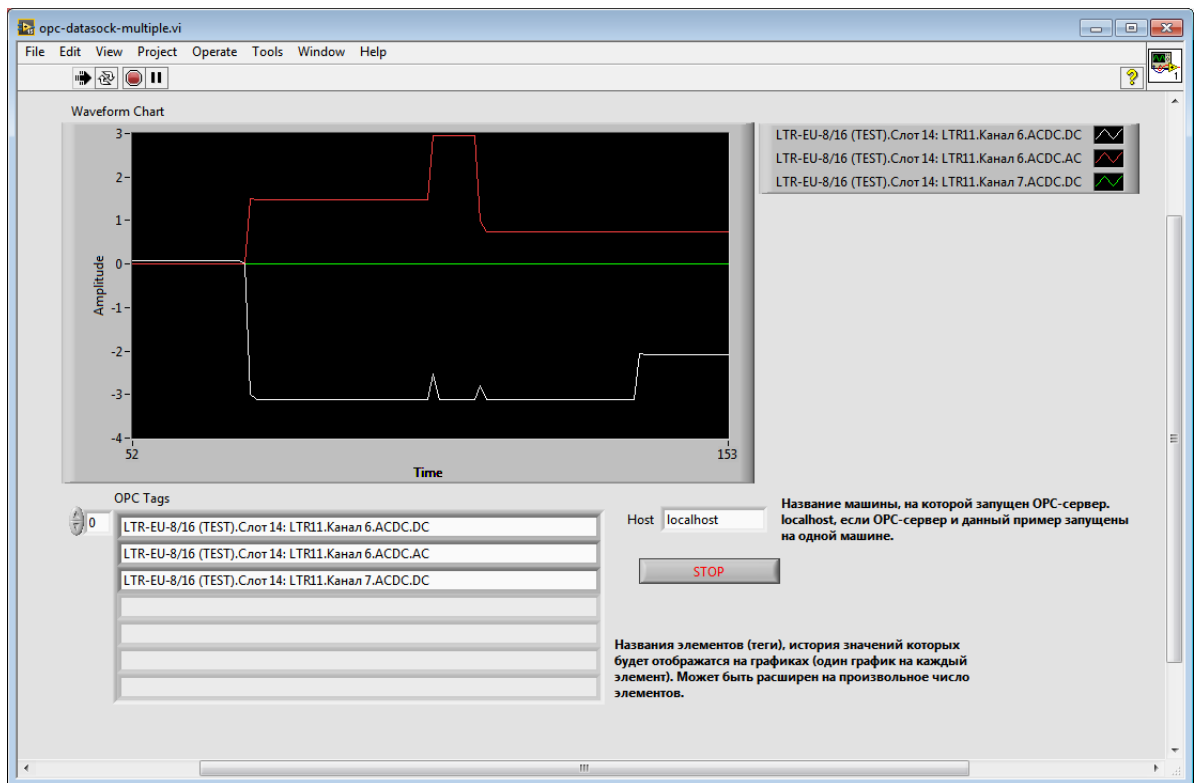 opc-datasock-multiple.vi
File Edit View Project Operate Tools Window Help
1
Waveform Chart
3
2
1
0
-1
-2
-3
-4
Amplitude
52
153
Time
LTR-EU-8/16 (TEST).Слот 14: LTR11.Канал 6.ACDC.DC
LTR-EU-8/16 (TEST).Слот 14: LTR11.Канал 6.ACDC.AC
LTR-EU-8/16 (TEST).Слот 14: LTR11.Канал 7.ACDC.DC
OPC Tags
0
LTR-EU-8/16 (TEST).Слот 14: LTR11.Канал 6.ACDC.DC
LTR-EU-8/16 (TEST).Слот 14: LTR11.Канал 6.ACDC.AC
LTR-EU-8/16 (TEST).Слот 14: LTR11.Канал 7.ACDC.DC
Host localhost
Название машины, на которой запущен OPC-сервер.
localhost, если OPC-сервер и данный пример запущены
на одной машине.
STOP
Названия элементов (теги), история значений которых
будет отображатся на графиках (один график на каждый
элемент). Может быть расширен на произвольное число
элементов.